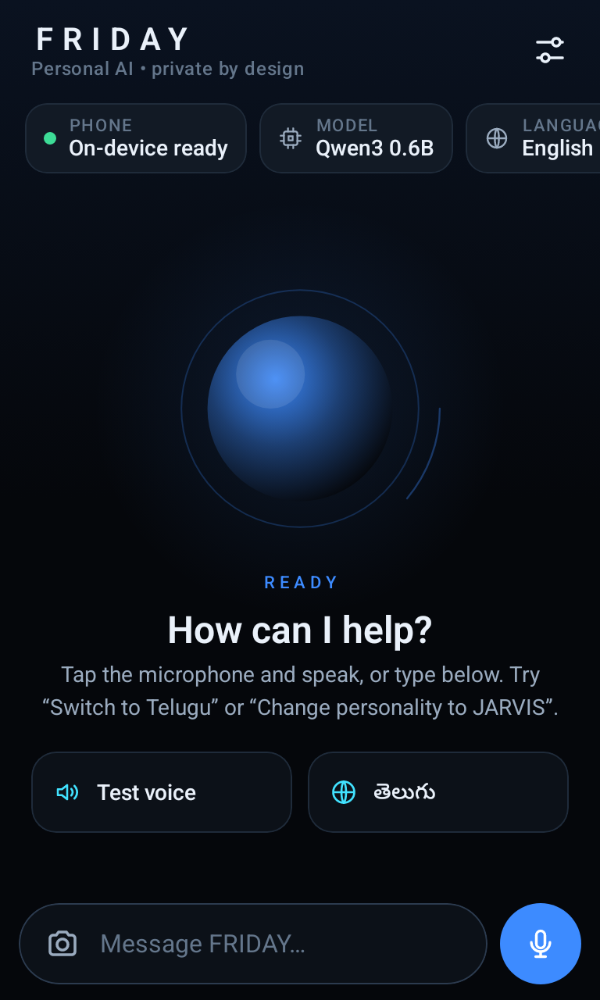 FRIDAY
Personal AI • private by design
PHONE
On-device ready
MODEL
Qwen3 0.6B
LANGUAG
English
READY
How can I help?
Tap the microphone and speak, or type below. Try
“Switch to Telugu” or “Change personality to JARVIS”.
Test voice
తెలుగు
Message FRIDAY…